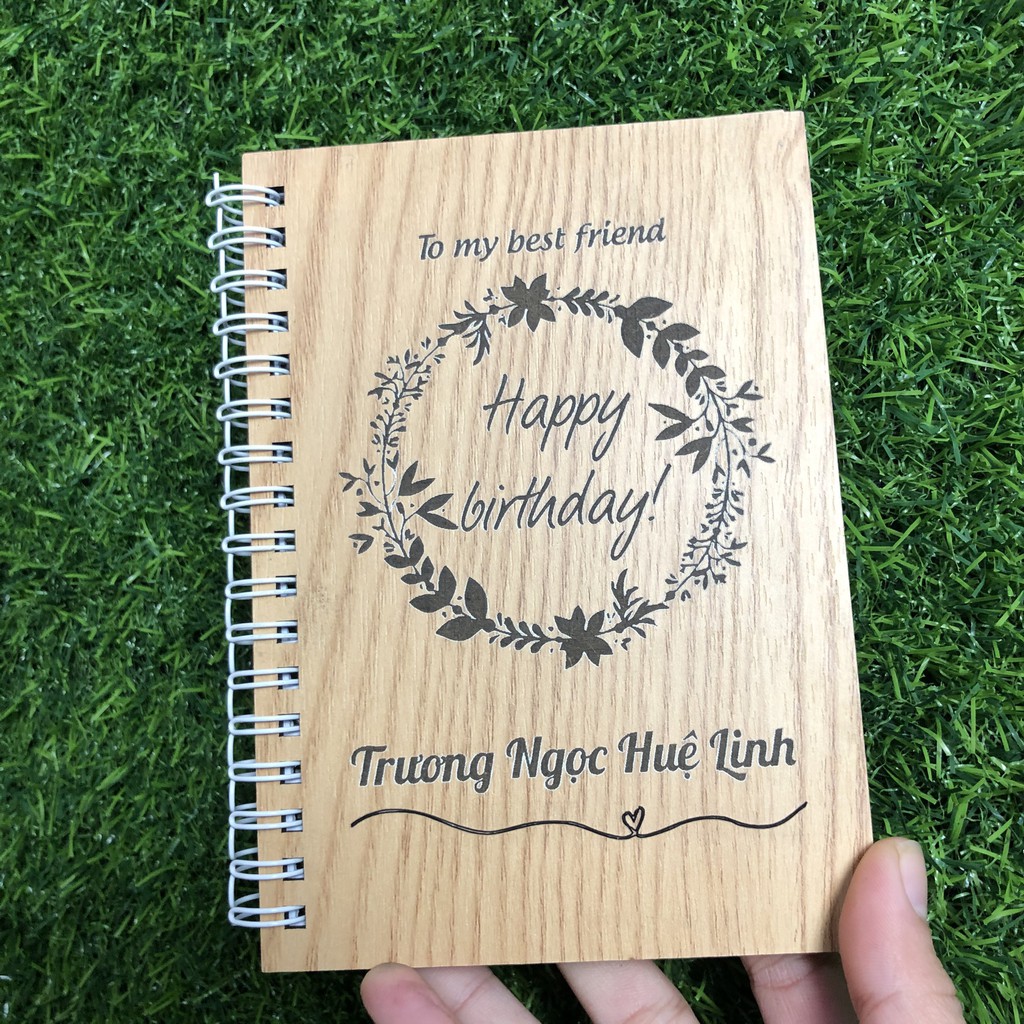 To my best friend
Happy
birthday!
Trương Ngọc Huệ Linh